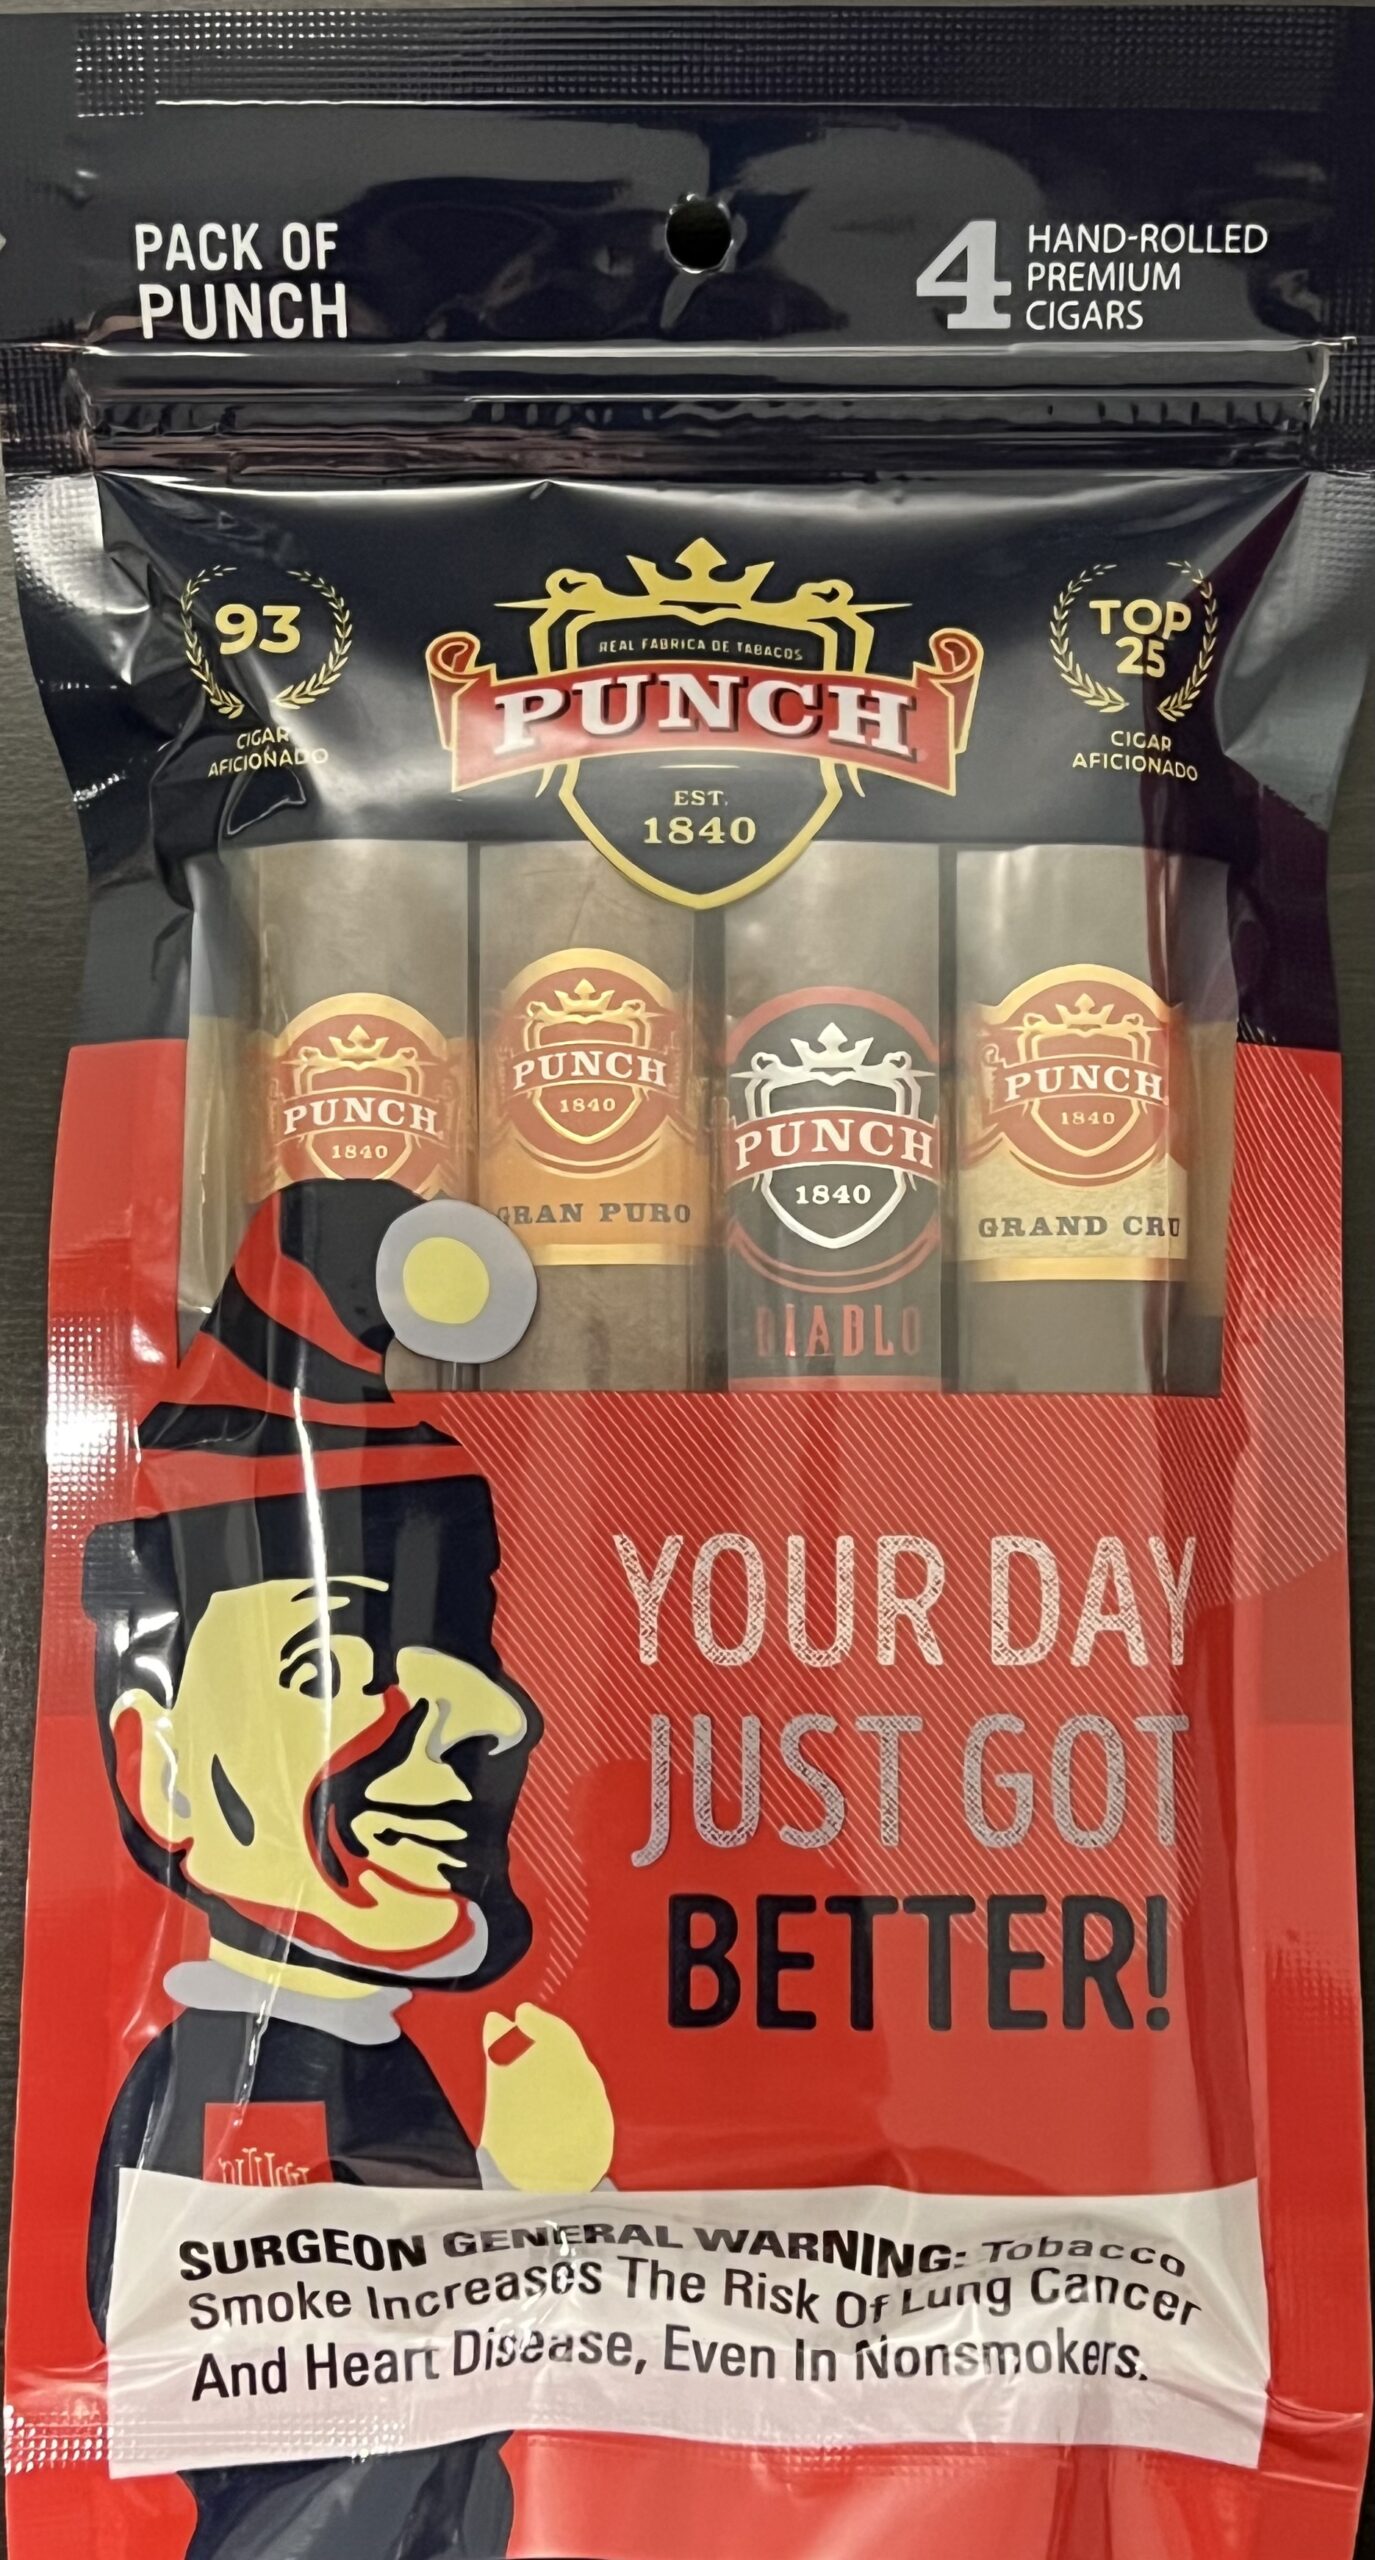 PACK OF
PUNCH
4 HAND-ROLLED
PREMIUM
CIGARS
93
CIGAR
AFICIONADO
REAL FABRICA DE TABACOS
PUNCH
EST.
1840
TOP
25
CIGAR
AFICIONADO
PUNCH
1840
PUNCH
1840
GRAN PURO
PUNCH
1840
DIABLO
PUNCH
1840
GRAND CRU
YOUR DAY
JUST GOT
BETTER!
SURGEON GENERAL WARNING: Tobacco
Smoke Increases The Risk Of Lung Cancer
And Heart Disease, Even In Nonsmokers.